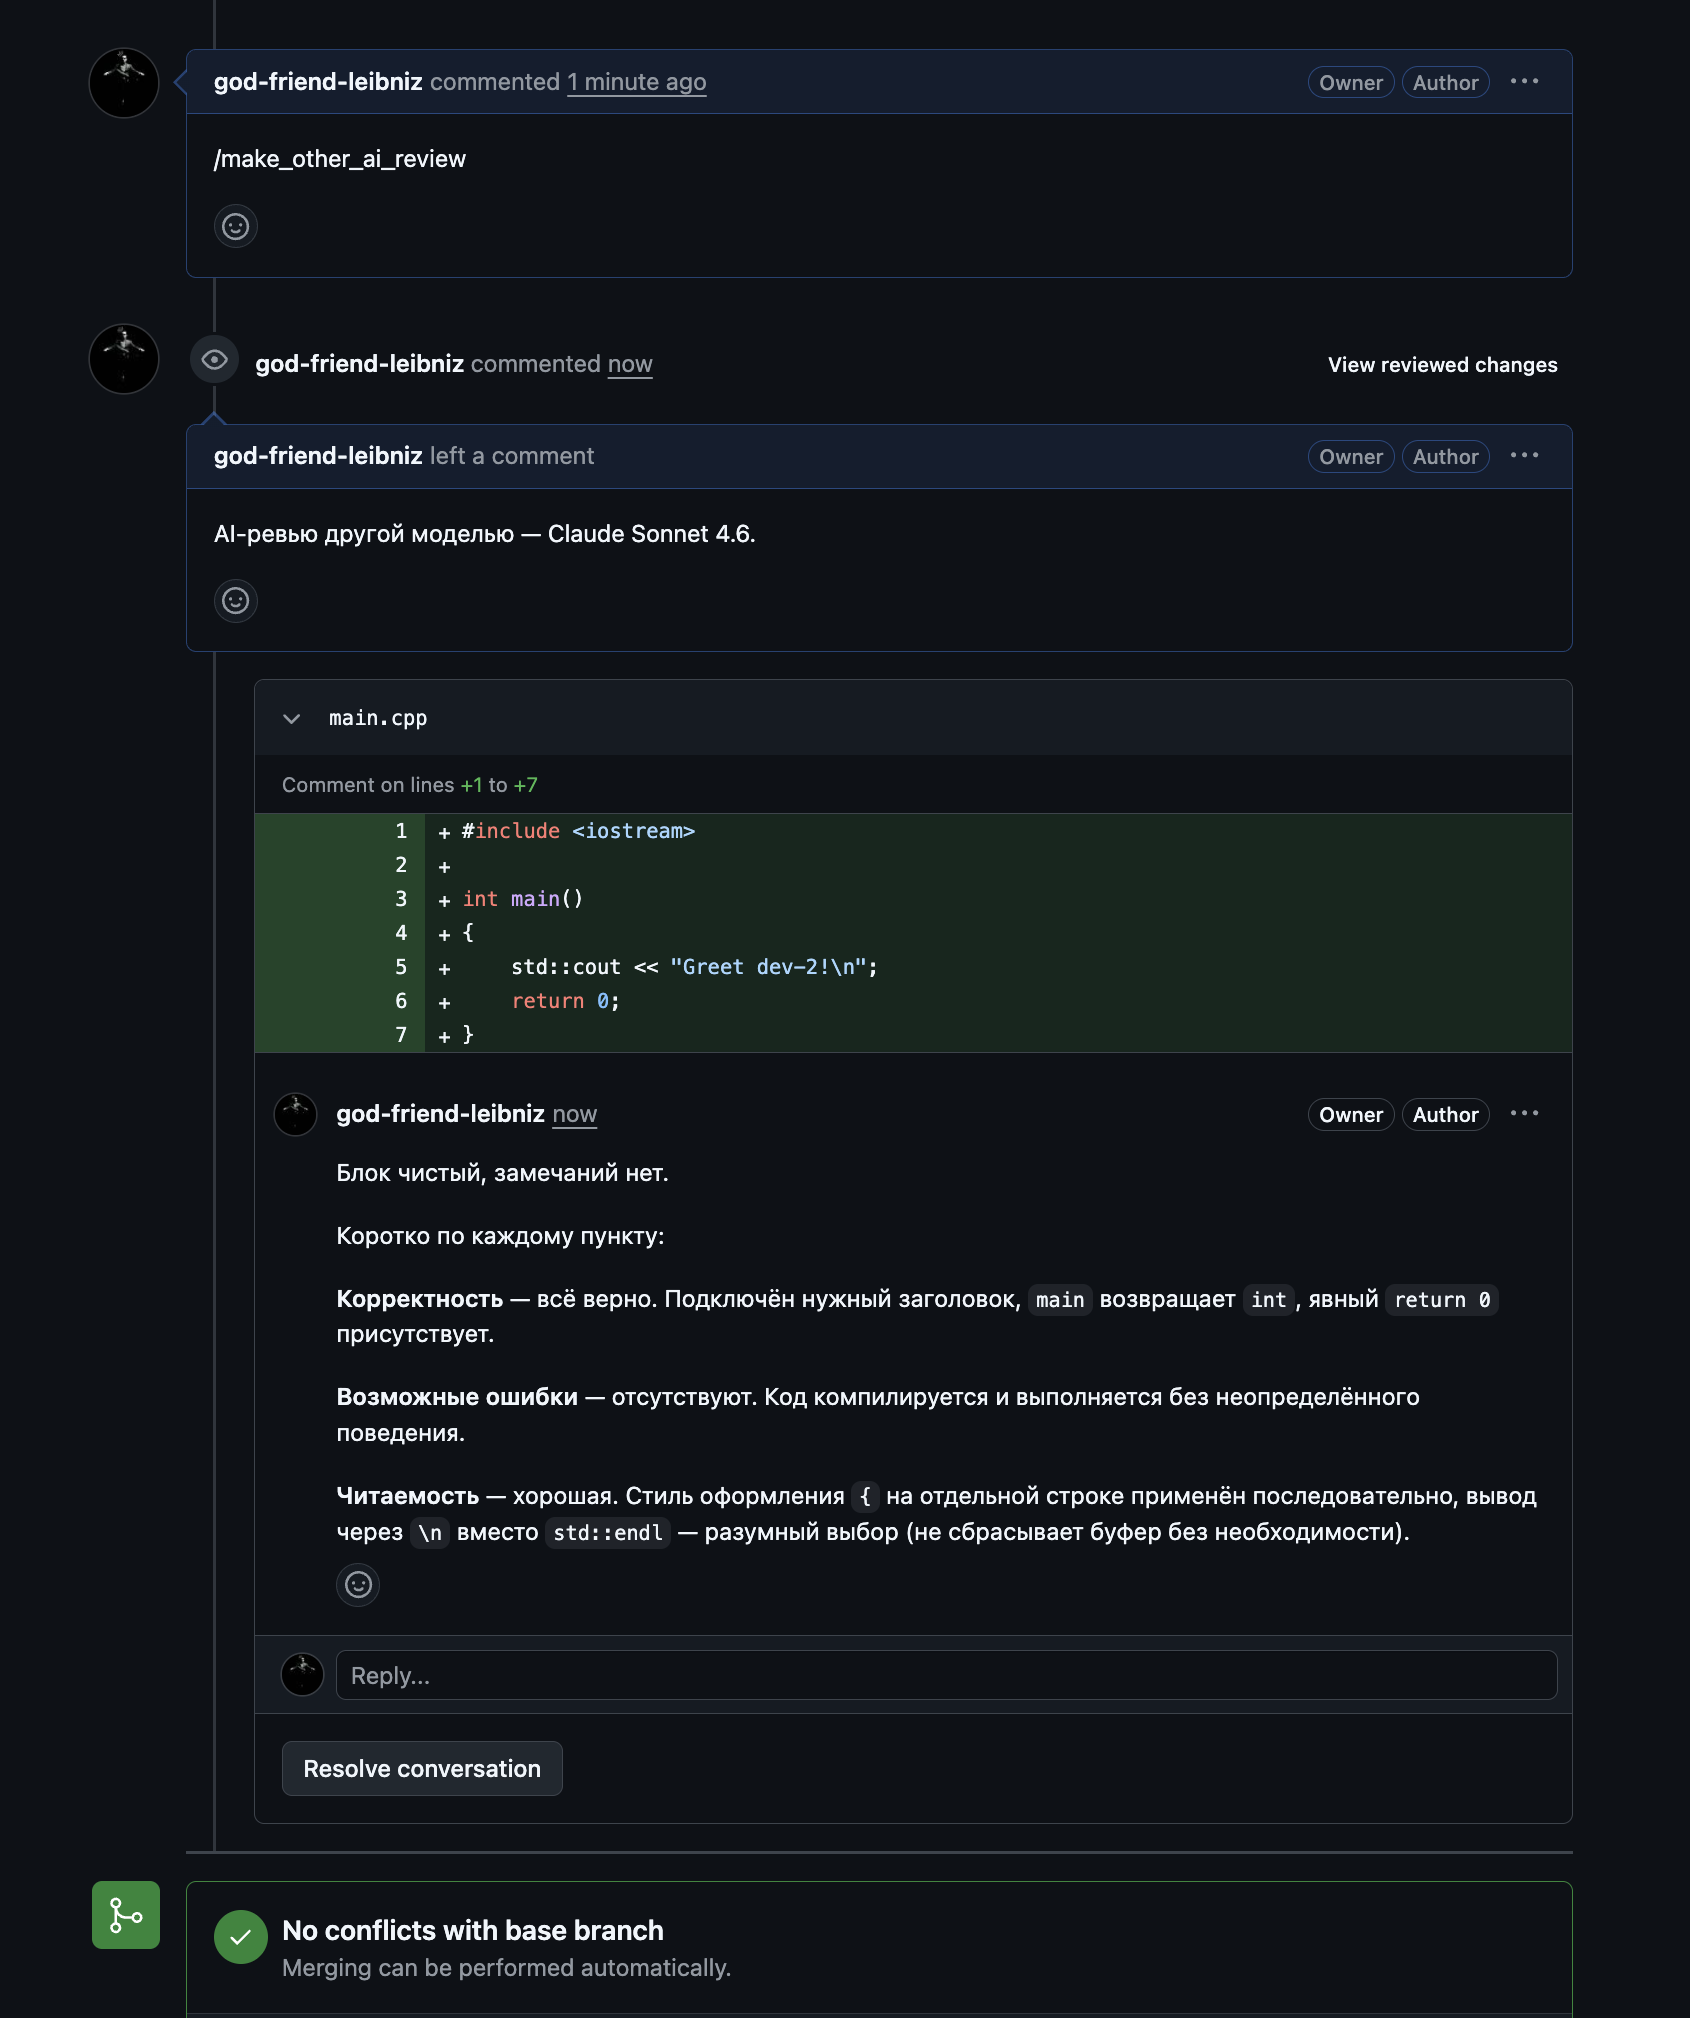 god-friend-leibniz commented 1 minute ago Owner Author ...
/make_other_ai_review
god-friend-leibniz commented now View reviewed changes
god-friend-leibniz left a comment Owner Author ...
AI-ревью другой моделью — Claude Sonnet 4.6.
main.cpp
Comment on lines +1 to +7
1 + #include <iostream>
2 +
3 + int main()
4 + {
5 +     std::cout << "Greet dev-2!\n";
6 +     return 0;
7 + }
god-friend-leibniz now Owner Author ...
Блок чистый, замечаний нет.
Коротко по каждому пункту:
Корректность — всё верно. Подключён нужный заголовок, main возвращает int, явный return 0
присутствует.
Возможные ошибки — отсутствуют. Код компилируется и выполняется без неопределённого
поведения.
Читаемость — хорошая. Стиль оформления { на отдельной строке применён последовательно, вывод
через \n вместо std::endl — разумный выбор (не сбрасывает буфер без необходимости).
Reply...
Resolve conversation
No conflicts with base branch
Merging can be performed automatically.